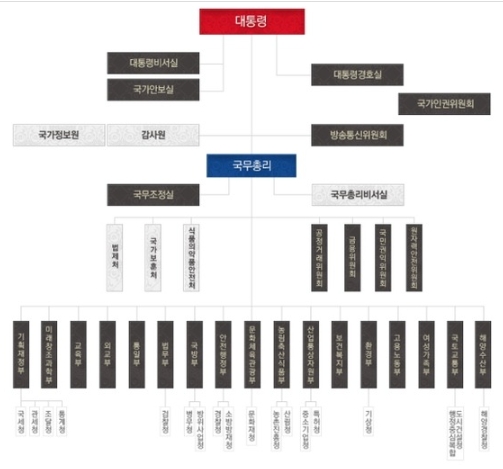 대통령
대통령비서실
국가안보실
대통령경호실
국가인권위원회
국가정보원
감사원
방송통신위원회
국무총리
국무조정실
국무총리비서실
법제처
국가보훈처
식품의약품안전처
공정거래위원회
금융위원회
국민권익위원회
원자력안전위원회
기획재정부
미래창조과학부
교육부
외교부
통일부
법무부
국방부
안전행정부
문화체육관광부
농림축산식품부
산업통상자원부
보건복지부
환경부
고용노동부
여성가족부
국토교통부
해양수산부
국세청
관세청
조달청
통계청
검찰청
병무청
방위사업청
경찰청
소방방재청
문화재청
농촌진흥청
산림청
중소기업청
특허청
기상청
행정중심복합
도시건설청
해양경찰청